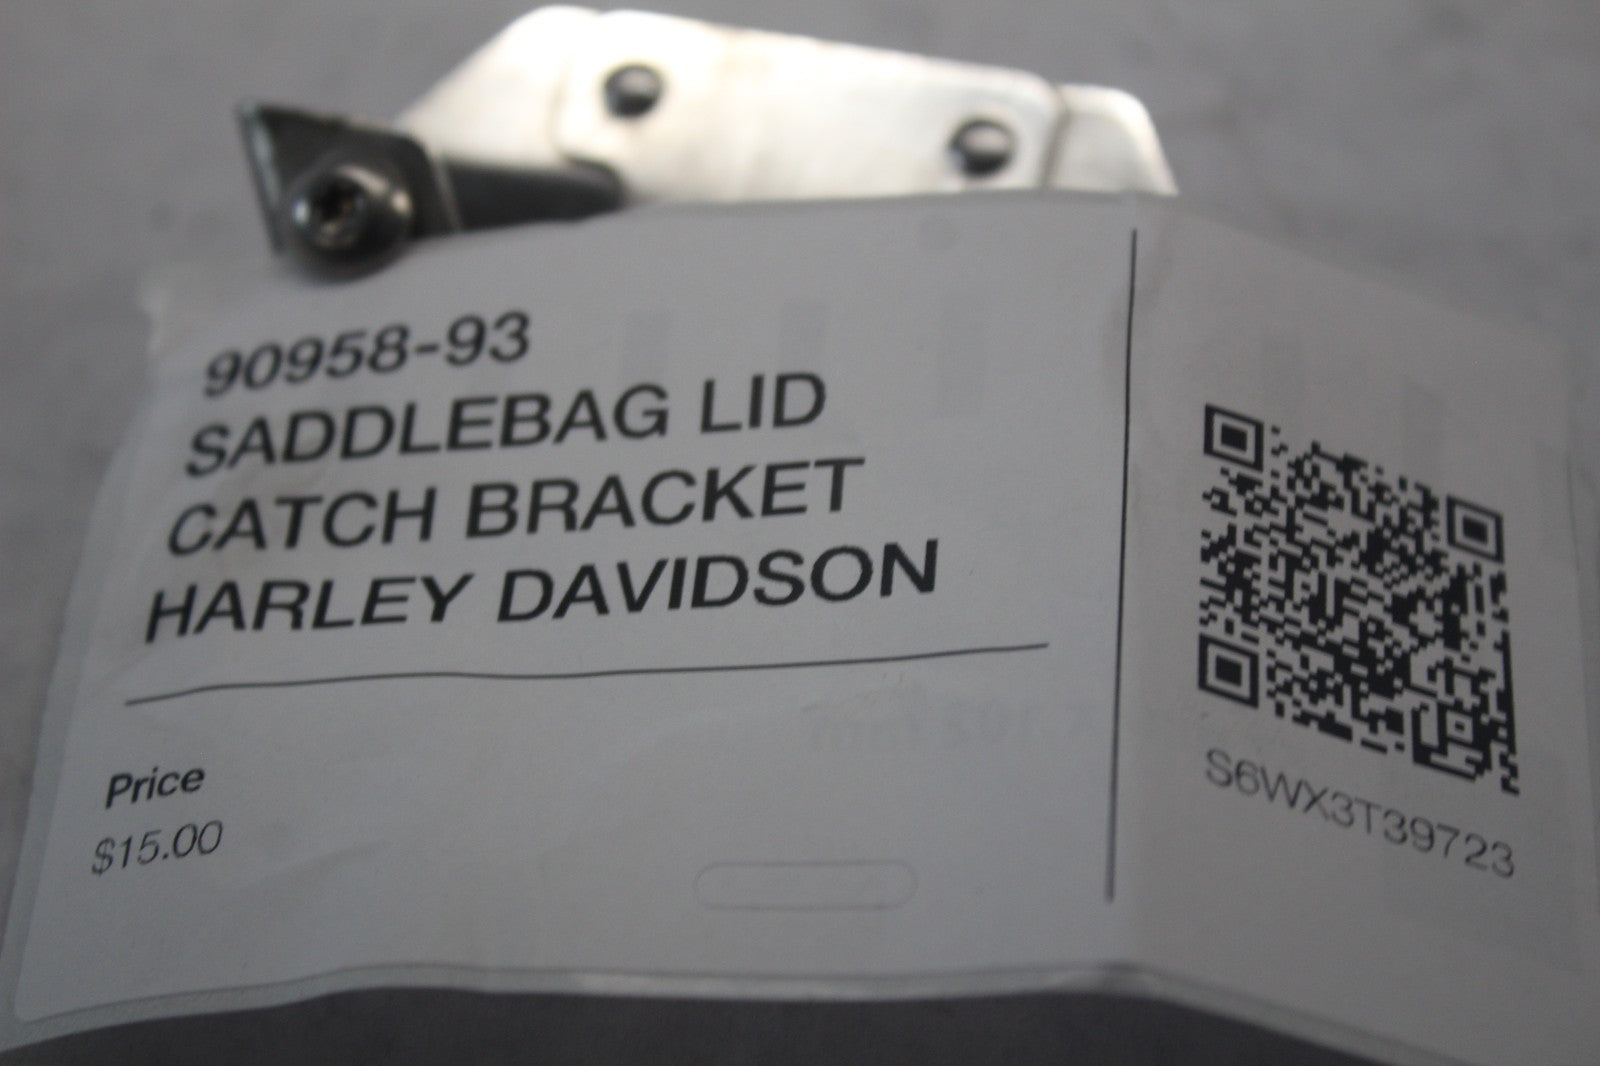 90958-93
SADDLEBAG LID
CATCH BRACKET
HARLEY DAVIDSON
Price
$15.00
S6WX3T39723